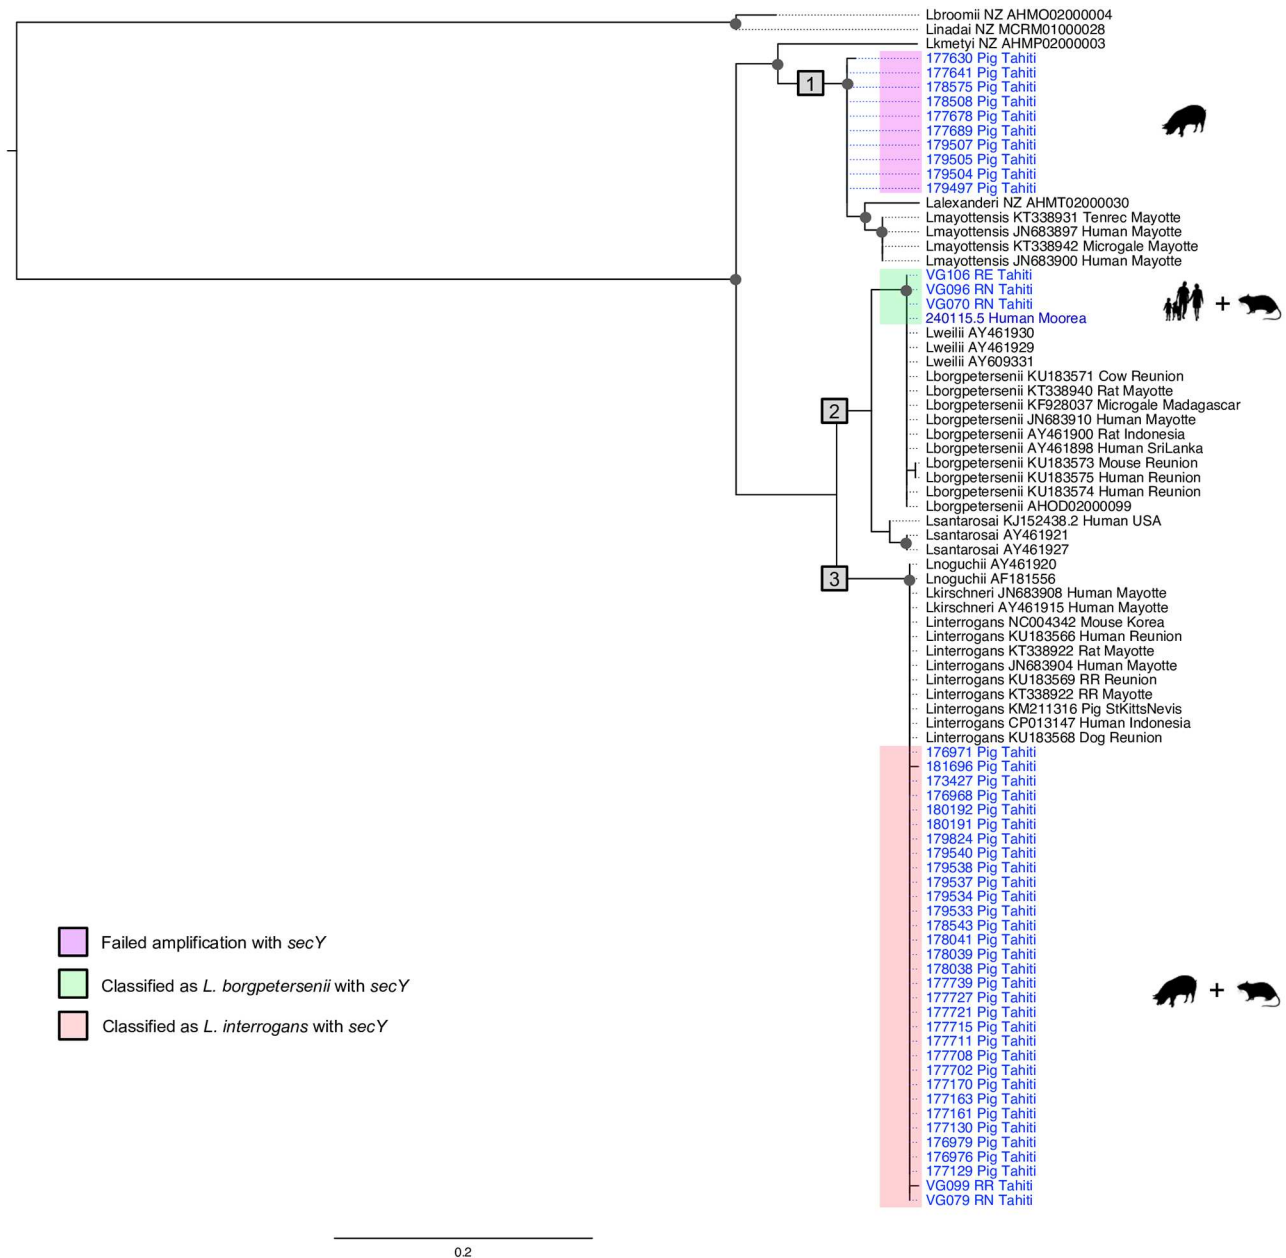 Lbroomii NZ AHMO02000004
Linadai NZ MCRM01000028
Lkmetyi NZ AHMP02000003
177630 Pig Tahiti
177641 Pig Tahiti
1
178575 Pig Tahiti
178508 Pig Tahiti
177678 Pig Tahiti
177689 Pig Tahiti
179507 Pig Tahiti
179505 Pig Tahiti
179504 Pig Tahiti
179497 Pig Tahiti
Lalexanderi NZ AHMT02000030
Lmayottensis KT338931 Tenrec Mayotte
Lmayottensis JN683897 Human Mayotte
Lmayottensis KT338942 Microgale Mayotte
Lmayottensis JN683900 Human Mayotte
VG106 RE Tahiti
VG096 RN Tahiti
VG070 RN Tahiti
+
240115.5 Human Moorea
Lweilii AY461930
Lweilii AY461929
Lweilii AY609331
Lborgpetersenii KU183571 Cow Reunion
Lborgpetersenii KT338940 Rat Mayotte
Lborgpetersenii KF928037 Microgale Madagascar
2
Lborgpetersenii JN683910 Human Mayotte
Lborgpetersenii AY461900 Rat Indonesia
Lborgpetersenii AY461898 Human SriLanka
Lborgpetersenii KU183573 Mouse Reunion
Lborgpetersenii KU183575 Human Reunion
Lborgpetersenii KU183574 Human Reunion
Lborgpetersenii AHOD02000099
Lsantarosai KJ152438.2 Human USA
Lsantarosai AY461921
Lsantarosai AY461927
Lnoguchii AY461920
3
Lnoguchii AF181556
Lkirschneri JN683908 Human Mayotte
Lkirschneri AY461915 Human Mayotte
Linterrogans NC004342 Mouse Korea
Linterrogans KU183566 Human Reunion
Linterrogans KT338922 Rat Mayotte
Linterrogans JN683904 Human Mayotte
Linterrogans KU183569 RR Reunion
Linterrogans KT338922 RR Mayotte
Linterrogans KM211316 Pig StKittsNevis
Linterrogans CP013147 Human Indonesia
Linterrogans KU183568 Dog Reunion
176971 Pig Tahiti
181696 Pig Tahiti
173427 Pig Tahiti
176968 Pig Tahiti
180192 Pig Tahiti
180191 Pig Tahiti
179824 Pig Tahiti
179540 Pig Tahiti
179538 Pig Tahiti
179537 Pig Tahiti
179534 Pig Tahiti
179533 Pig Tahiti
178543 Pig Tahiti
178041 Pig Tahiti
178039 Pig Tahiti
178038 Pig Tahiti
177739 Pig Tahiti
+
177727 Pig Tahiti
177721 Pig Tahiti
177715 Pig Tahiti
177711 Pig Tahiti
177708 Pig Tahiti
177702 Pig Tahiti
177170 Pig Tahiti
177163 Pig Tahiti
177161 Pig Tahiti
177130 Pig Tahiti
176979 Pig Tahiti
176976 Pig Tahiti
177129 Pig Tahiti
VG099 RR Tahiti
VG079 RN Tahiti
Failed amplification with secY
Classified as L. borgpetersenii with secY
Classified as L. interrogans with secY
0.2